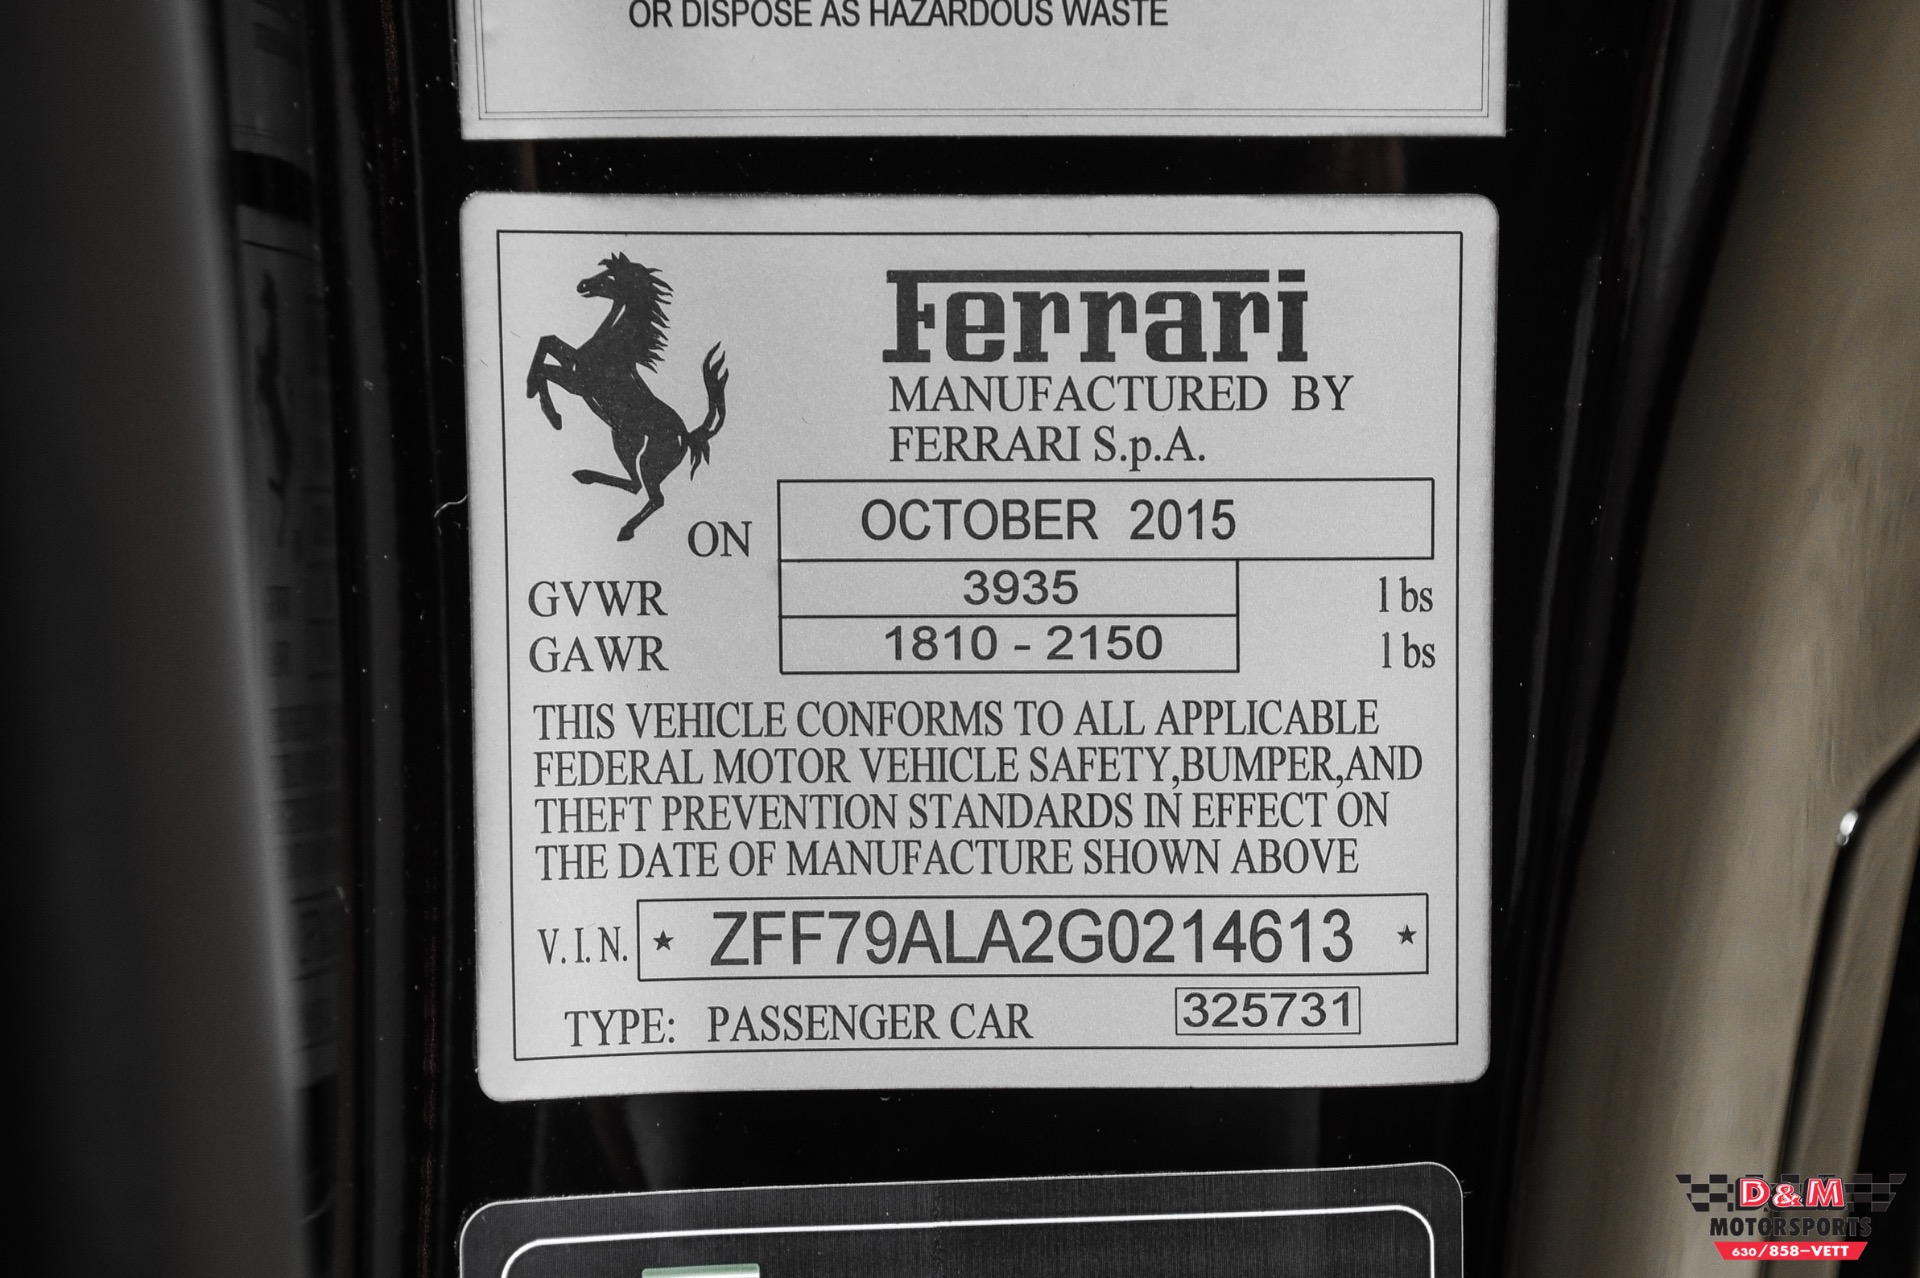 OR DISPOSE AS HAZARDOUS WASTE
Ferrari
MANUFACTURED BY
FERRARI S.p.A.
ON OCTOBER 2015
GVWR 3935 lbs
GAWR 1810 - 2150 lbs
THIS VEHICLE CONFORMS TO ALL APPLICABLE
FEDERAL MOTOR VEHICLE SAFETY,BUMPER,AND
THEFT PREVENTION STANDARDS IN EFFECT ON
THE DATE OF MANUFACTURE SHOWN ABOVE
V.I.N. ★ ZFF79ALA2G0214613 ★
TYPE: PASSENGER CAR 325731
D&M
MOTORSPORTS
630/858-VETT